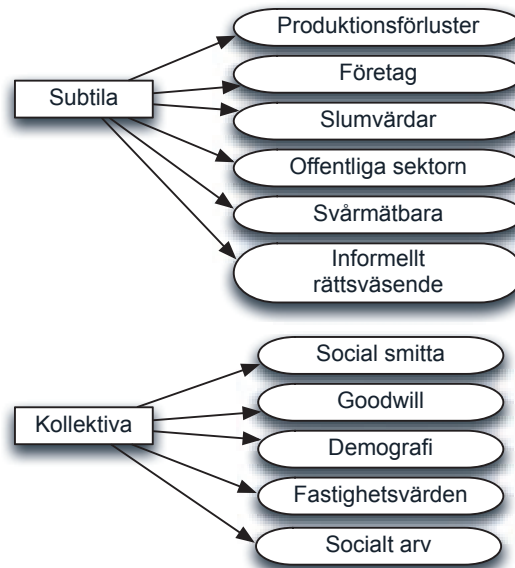 Subtila
Produktionsförluster
Företag
Slumvärdar
Offentliga sektorn
Svårmätbara
Informellt
rättsväsende
Kollektiva
Social smitta
Goodwill
Demografi
Fastighetsvärden
Socialt arv